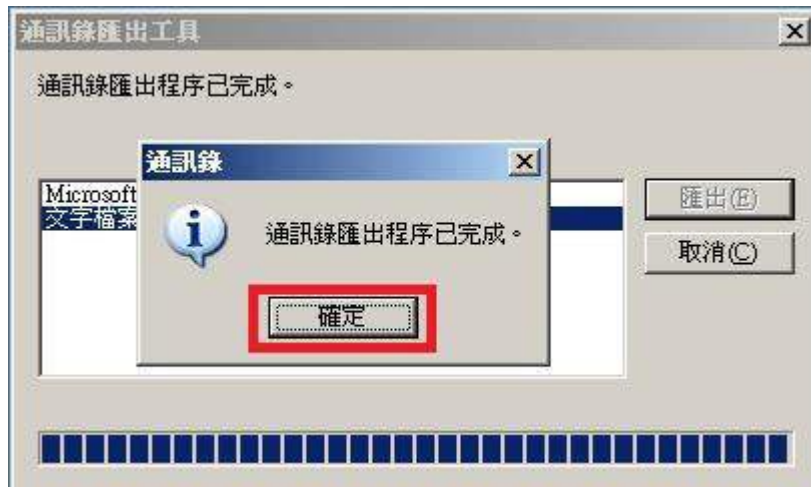 通訊錄匯出工具
通訊錄匯出程序已完成。
通訊錄
Microsoft
文字檔案
通訊錄匯出程序已完成。
確定
匯出(E)
取消(C)